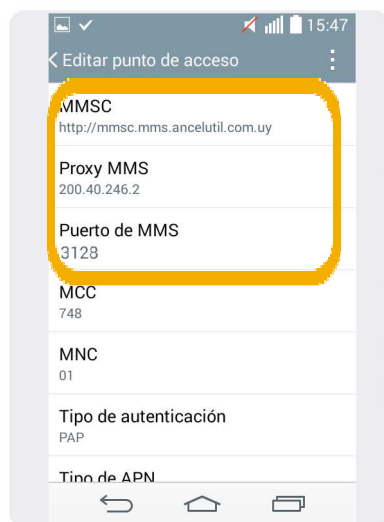 15:47
Editar punto de acceso
MMSC
http://mmsc.mms.ancelutil.com.uy
Proxy MMS
200.40.246.2
Puerto de MMS
3128
MCC
748
MNC
01
Tipo de autenticación
PAP
Tipo de APN